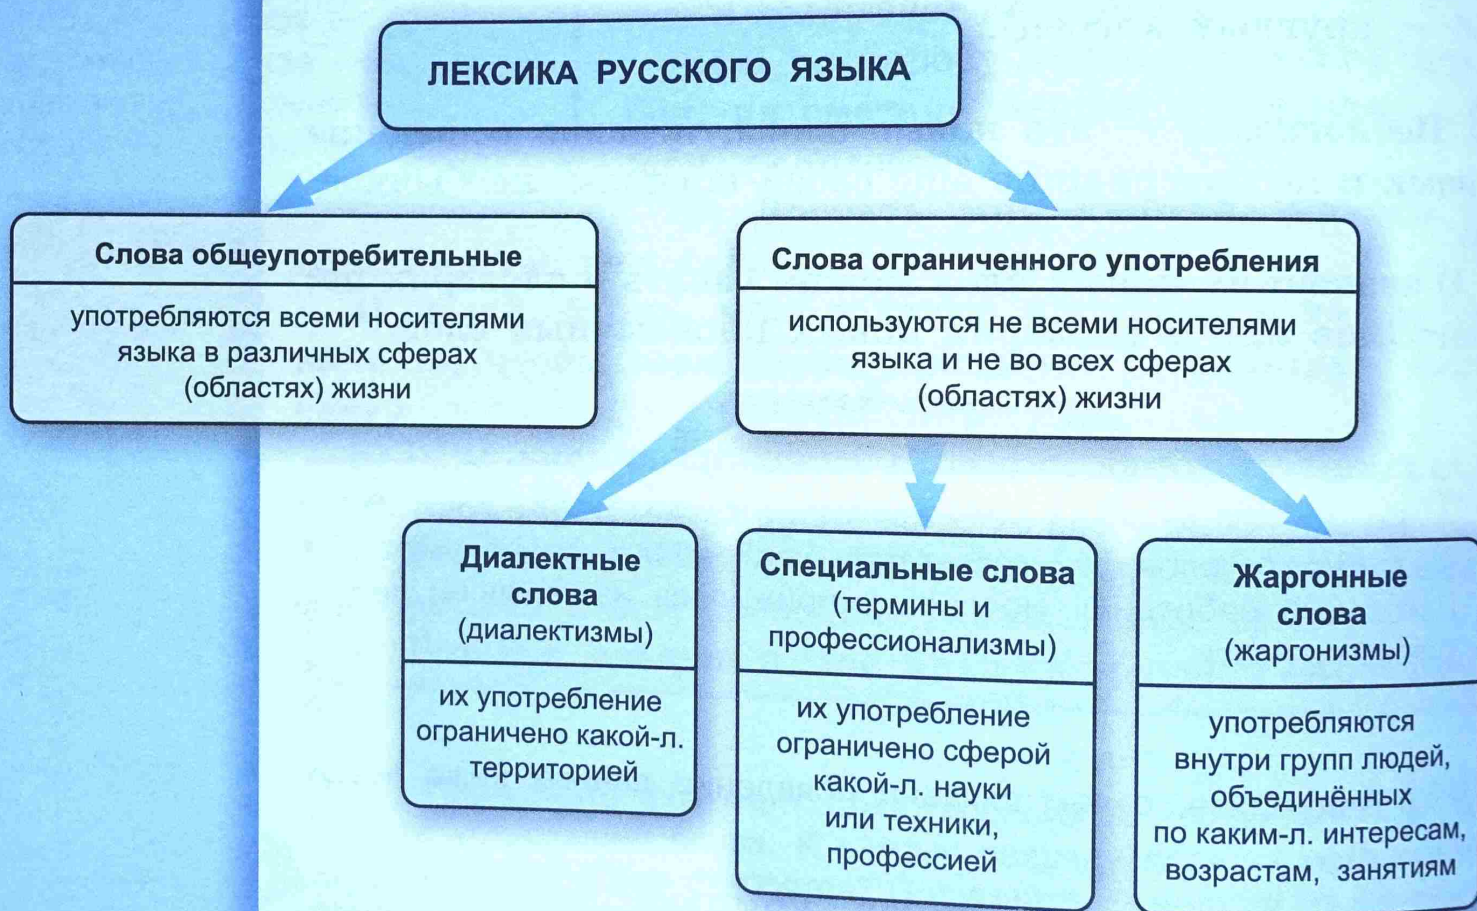 ЛЕКСИКА РУССКОГО ЯЗЫКА
Слова общеупотребительные
употребляются всеми носителями
языка в различных сферах
(областях) жизни
Слова ограниченного употребления
используются не всеми носителями
языка и не во всех сферах
(областях) жизни
Диалектные
слова
(диалектизмы)
их употребление
ограничено какой-л.
территорией
Специальные слова
(термины и
профессионализмы)
их употребление
ограничено сферой
какой-л. науки
или техники,
профессией
Жаргонные
слова
(жаргонизмы)
употребляются
внутри групп людей,
объединённых
по каким-л. интересам,
возрастам, занятиям